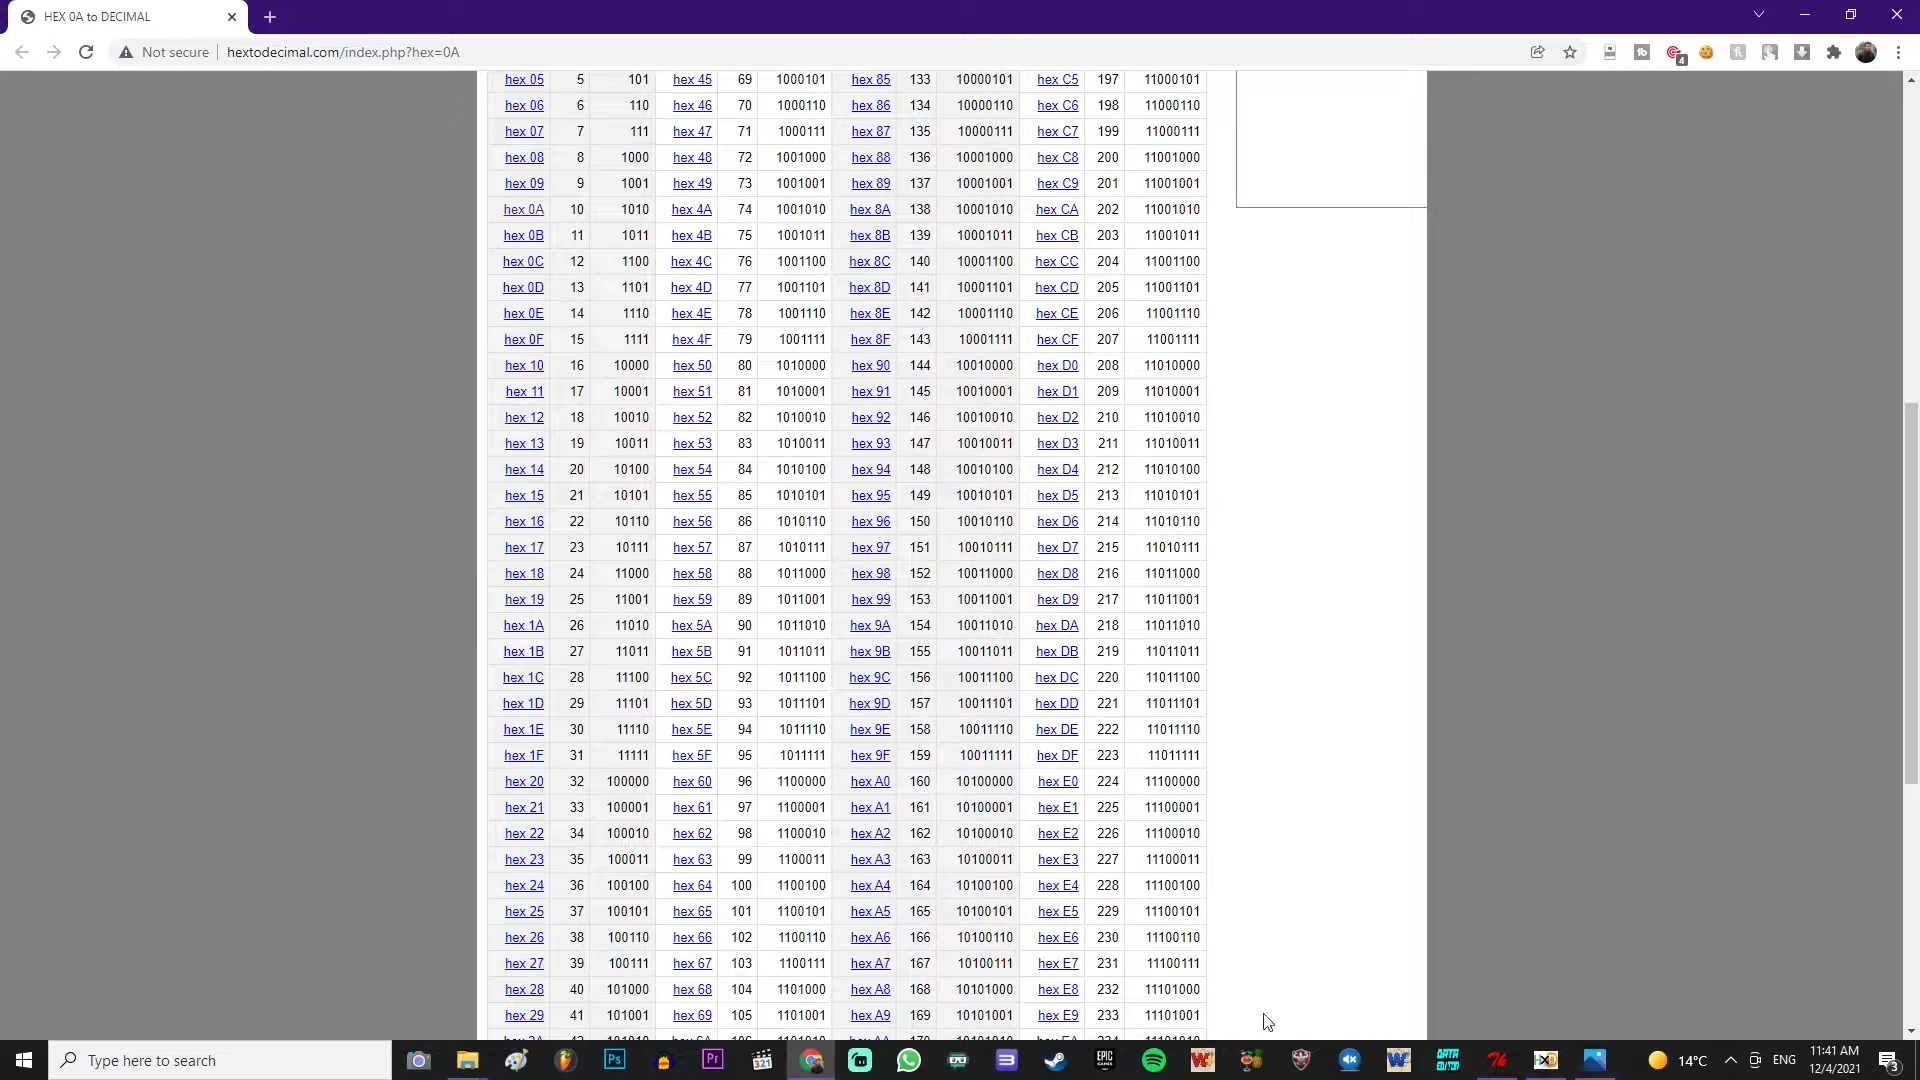 HEX 0A to DECIMAL
Not secure hextodecimal.com/index.php?hex=0A
4
hex 05 5 101 hex 45 69 1000101 hex 85 133 10000101 hex C5 197 11000101
hex 06 6 110 hex 46 70 1000110 hex 86 134 10000110 hex C6 198 11000110
hex 07 7 111 hex 47 71 1000111 hex 87 135 10000111 hex C7 199 11000111
hex 08 8 1000 hex 48 72 1001000 hex 88 136 10001000 hex C8 200 11001000
hex 09 9 1001 hex 49 73 1001001 hex 89 137 10001001 hex C9 201 11001001
hex 0A 10 1010 hex 4A 74 1001010 hex 8A 138 10001010 hex CA 202 11001010
hex 0B 11 1011 hex 4B 75 1001011 hex 8B 139 10001011 hex CB 203 11001011
hex 0C 12 1100 hex 4C 76 1001100 hex 8C 140 10001100 hex CC 204 11001100
hex 0D 13 1101 hex 4D 77 1001101 hex 8D 141 10001101 hex CD 205 11001101
hex 0E 14 1110 hex 4E 78 1001110 hex 8E 142 10001110 hex CE 206 11001110
hex 0F 15 1111 hex 4F 79 1001111 hex 8F 143 10001111 hex CF 207 11001111
hex 10 16 10000 hex 50 80 1010000 hex 90 144 10010000 hex D0 208 11010000
hex 11 17 10001 hex 51 81 1010001 hex 91 145 10010001 hex D1 209 11010001
hex 12 18 10010 hex 52 82 1010010 hex 92 146 10010010 hex D2 210 11010010
hex 13 19 10011 hex 53 83 1010011 hex 93 147 10010011 hex D3 211 11010011
hex 14 20 10100 hex 54 84 1010100 hex 94 148 10010100 hex D4 212 11010100
hex 15 21 10101 hex 55 85 1010101 hex 95 149 10010101 hex D5 213 11010101
hex 16 22 10110 hex 56 86 1010110 hex 96 150 10010110 hex D6 214 11010110
hex 17 23 10111 hex 57 87 1010111 hex 97 151 10010111 hex D7 215 11010111
hex 18 24 11000 hex 58 88 1011000 hex 98 152 10011000 hex D8 216 11011000
hex 19 25 11001 hex 59 89 1011001 hex 99 153 10011001 hex D9 217 11011001
hex 1A 26 11010 hex 5A 90 1011010 hex 9A 154 10011010 hex DA 218 11011010
hex 1B 27 11011 hex 5B 91 1011011 hex 9B 155 10011011 hex DB 219 11011011
hex 1C 28 11100 hex 5C 92 1011100 hex 9C 156 10011100 hex DC 220 11011100
hex 1D 29 11101 hex 5D 93 1011101 hex 9D 157 10011101 hex DD 221 11011101
hex 1E 30 11110 hex 5E 94 1011110 hex 9E 158 10011110 hex DE 222 11011110
hex 1F 31 11111 hex 5F 95 1011111 hex 9F 159 10011111 hex DF 223 11011111
hex 20 32 100000 hex 60 96 1100000 hex A0 160 10100000 hex E0 224 11100000
hex 21 33 100001 hex 61 97 1100001 hex A1 161 10100001 hex E1 225 11100001
hex 22 34 100010 hex 62 98 1100010 hex A2 162 10100010 hex E2 226 11100010
hex 23 35 100011 hex 63 99 1100011 hex A3 163 10100011 hex E3 227 11100011
hex 24 36 100100 hex 64 100 1100100 hex A4 164 10100100 hex E4 228 11100100
hex 25 37 100101 hex 65 101 1100101 hex A5 165 10100101 hex E5 229 11100101
hex 26 38 100110 hex 66 102 1100110 hex A6 166 10100110 hex E6 230 11100110
hex 27 39 100111 hex 67 103 1100111 hex A7 167 10100111 hex E7 231 11100111
hex 28 40 101000 hex 68 104 1101000 hex A8 168 10101000 hex E8 232 11101000
hex 29 41 101001 hex 69 105 1101001 hex A9 169 10101001 hex E9 233 11101001
Type here to search Ps Pr 321 EPIC GAMES DATA EDITOR 14°C ENG 11:41 AM
12/4/2021 3